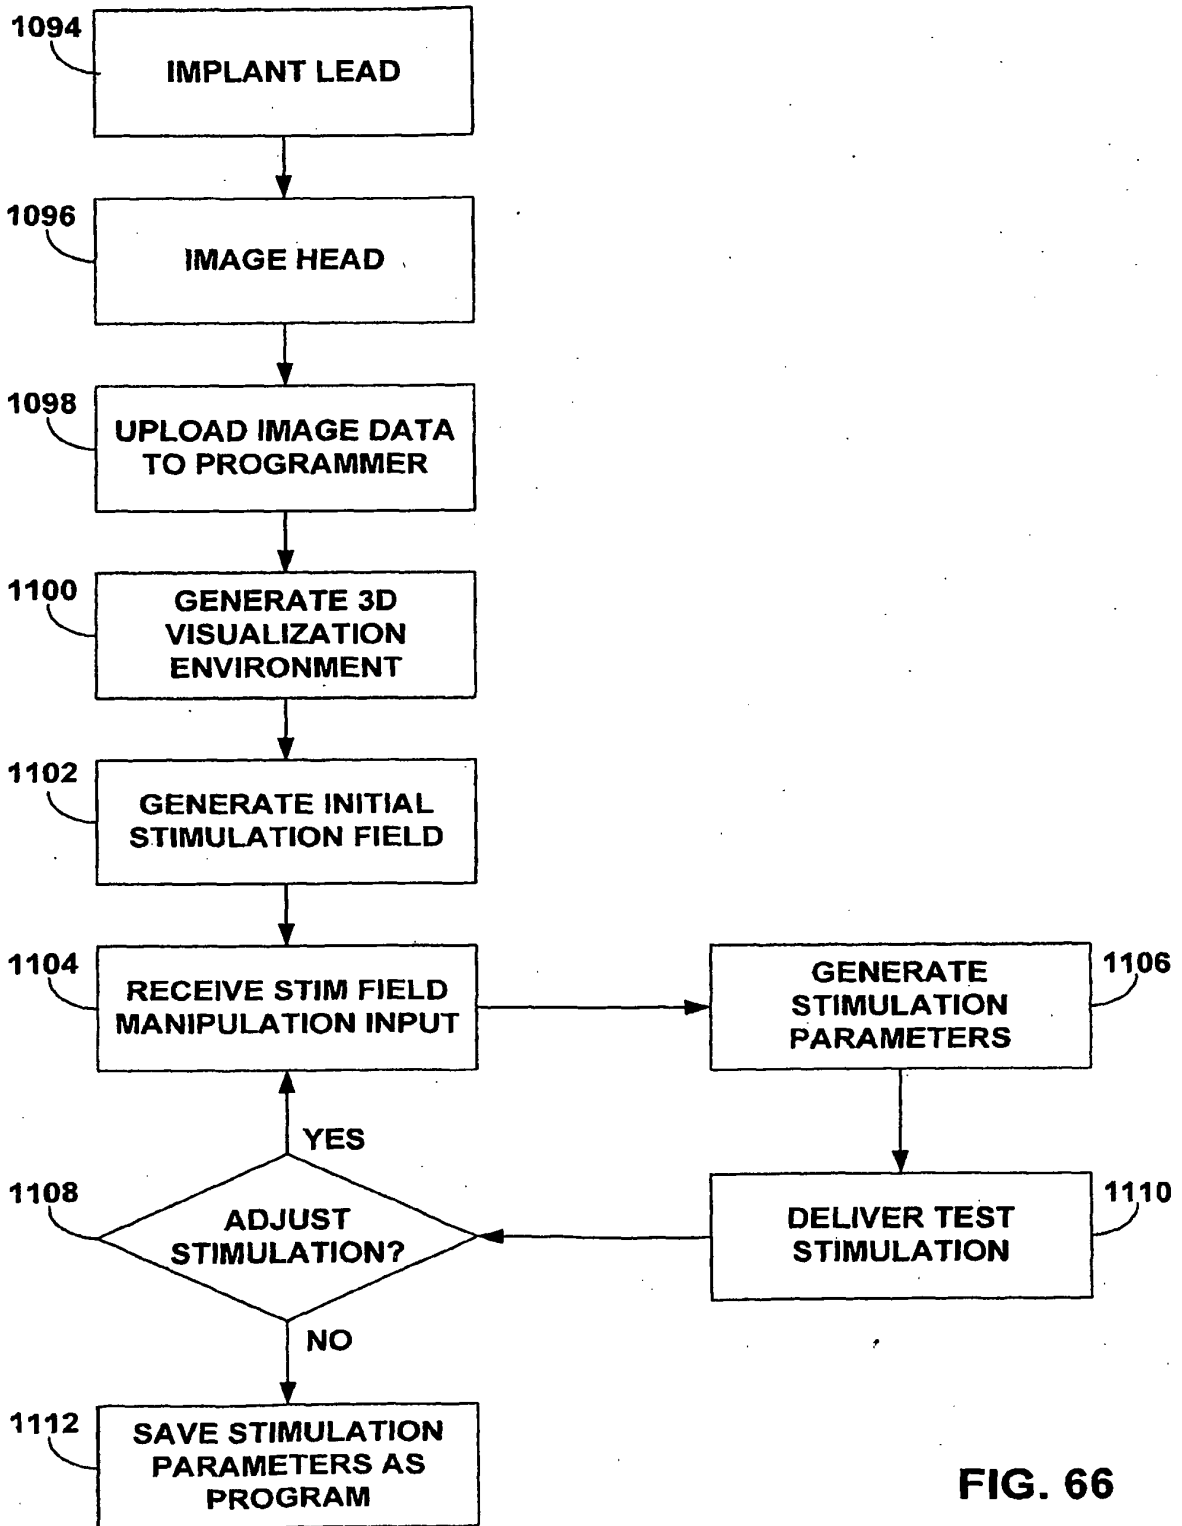 1094
IMPLANT LEAD
1096
IMAGE HEAD
1098
UPLOAD IMAGE DATA
TO PROGRAMMER
1100
GENERATE 3D
VISUALIZATION
ENVIRONMENT
1102
GENERATE INITIAL
STIMULATION FIELD
1104
RECEIVE STIM FIELD
MANIPULATION INPUT
1106
GENERATE
STIMULATION
PARAMETERS
YES
1108
ADJUST
STIMULATION?
1110
DELIVER TEST
STIMULATION
NO
1112
SAVE STIMULATION
PARAMETERS AS
PROGRAM
FIG. 66